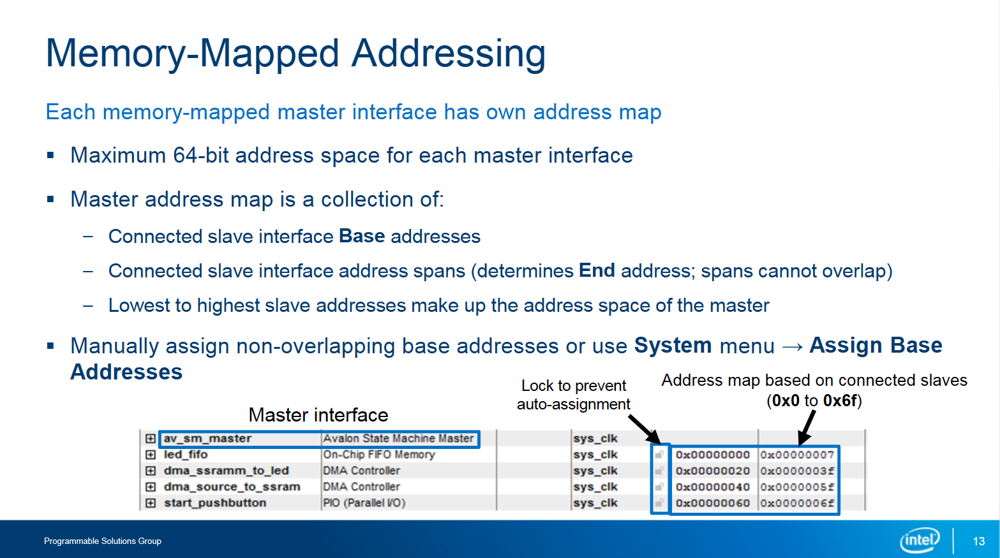 Memory-Mapped Addressing
Each memory-mapped master interface has own address map
▪ Maximum 64-bit address space for each master interface
▪ Master address map is a collection of:
– Connected slave interface Base addresses
– Connected slave interface address spans (determines End address; spans cannot overlap)
– Lowest to highest slave addresses make up the address space of the master
▪ Manually assign non-overlapping base addresses or use System menu → Assign Base
Addresses
Lock to prevent
auto-assignment
Address map based on connected slaves
(0x0 to 0x6f)
Master interface
av_sm_master Avalon State Machine Master sys_clk
led_fifo On-Chip FIFO Memory sys_clk 0x00000000 0x00000007
dma_ssramm_to_led DMA Controller sys_clk 0x00000020 0x0000003f
dma_source_to_ssram DMA Controller sys_clk 0x00000040 0x0000005f
start_pushbutton PIO (Parallel I/O) sys_clk 0x00000060 0x0000006f
Programmable Solutions Group
intel
13